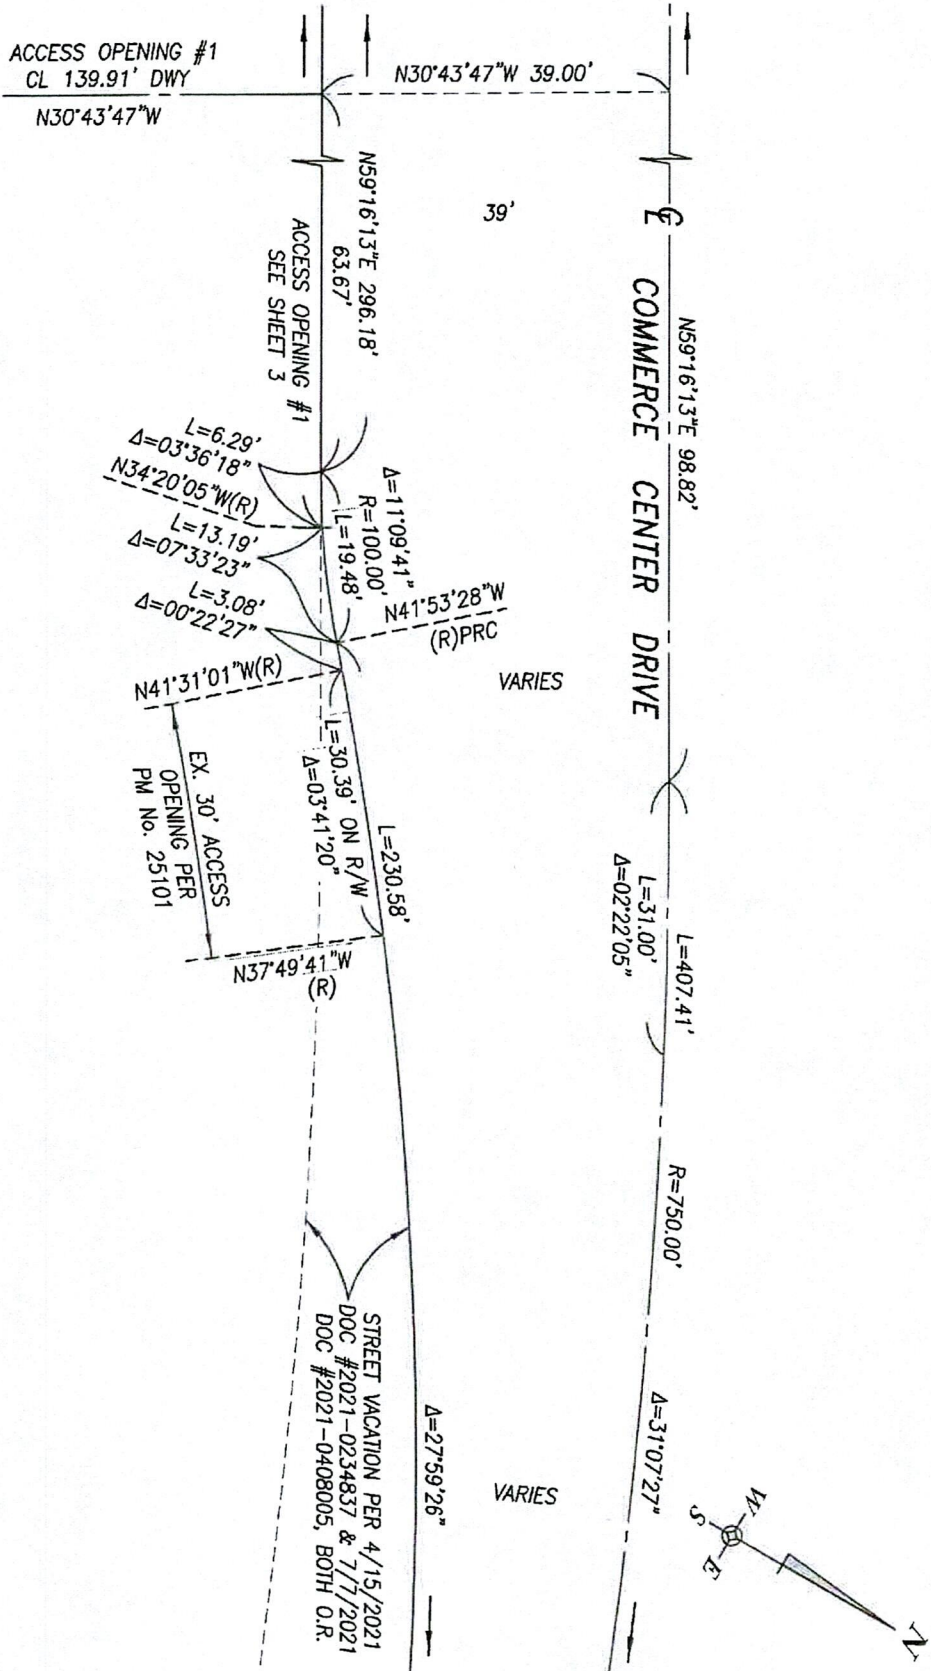 ACCESS OPENING #1
CL 139.91' DWY
N30°43'47"W
N30°43'47"W 39.00'
N59°16'13"E 296.18'
63.67'
39'
ACCESS OPENING #1
SEE SHEET 3
℄ COMMERCE CENTER DRIVE
N59°16'13"E 98.82'
L=6.29'
Δ=03°36'18"
N34°20'05"W(R)
L=13.19'
Δ=07°33'23"
L=3.08'
Δ=00°22'27"
N41°31'01"W(R)
Δ=11°09'41"
R=100.00'
L=19.48'
N41°53'28"W
(R)PRC
VARIES
EX. 30' ACCESS
OPENING PER
PM No. 25101
L=30.39' ON R/W
Δ=03°41'20"
L=230.58'
N37°49'41"W
(R)
L=31.00'
Δ=02°22'05"
L=407.41'
R=750.00'
Δ=31°07'27"
STREET VACATION PER 4/15/2021
DOC #2021-0234837 & 7/7/2021
DOC #2021-0408005, BOTH O.R.
Δ=27°59'26"
VARIES
W
S
E
N